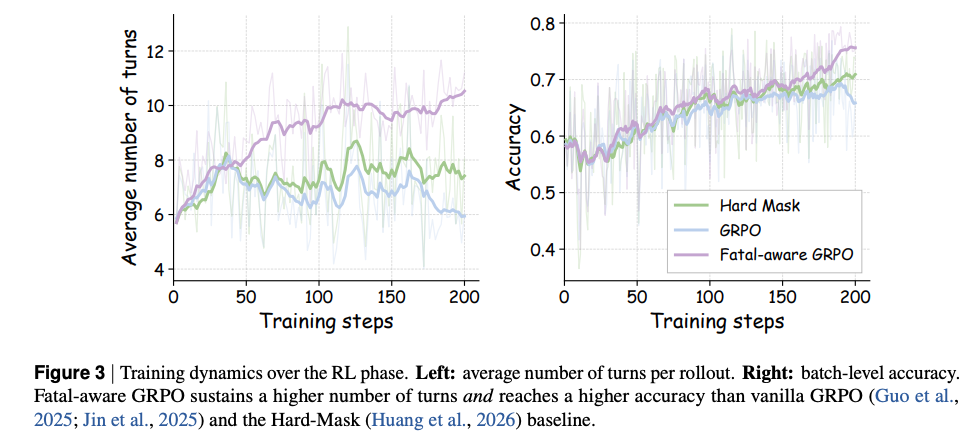 Average number of turns
12
10
8
6
4
0
50
100
150
200
Training steps
Accuracy
0.8
0.7
0.6
0.5
0.4
Hard Mask
GRPO
Fatal-aware GRPO
0
50
100
150
200
Training steps
Figure 3 | Training dynamics over the RL phase. Left: average number of turns per rollout. Right: batch-level accuracy.
Fatal-aware GRPO sustains a higher number of turns and reaches a higher accuracy than vanilla GRPO (Guo et al.,
2025; Jin et al., 2025) and the Hard-Mask (Huang et al., 2026) baseline.